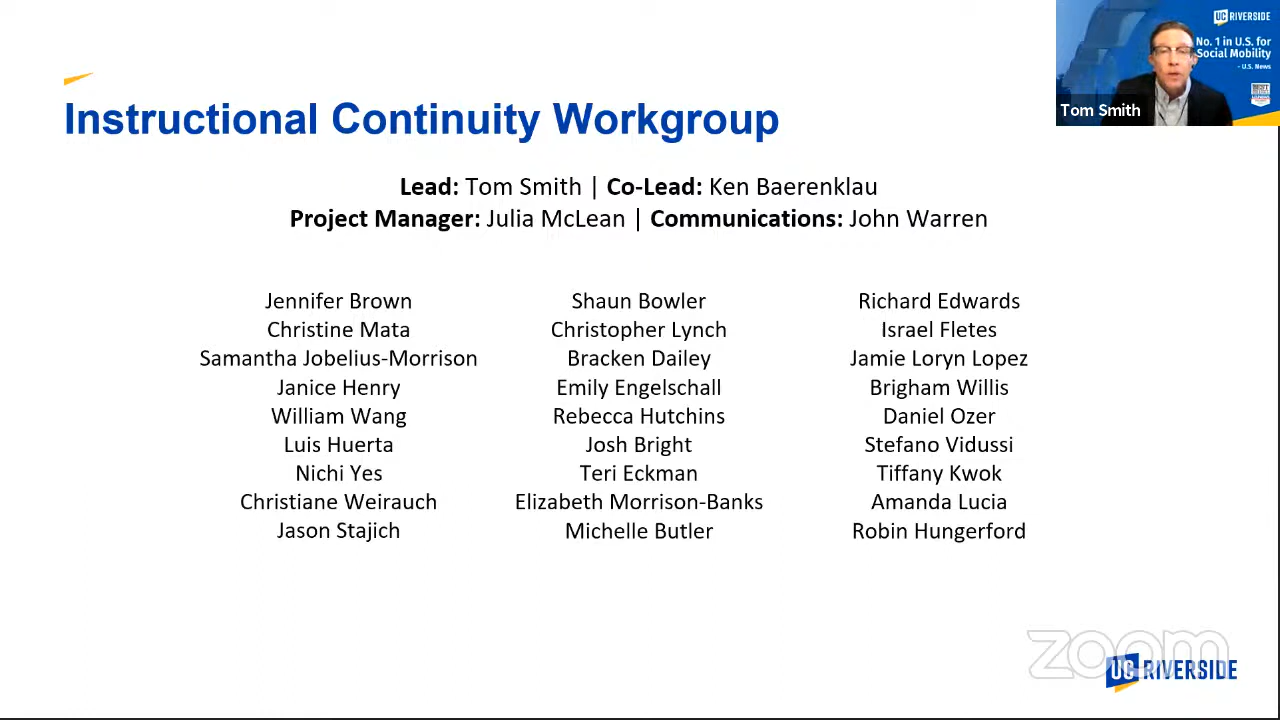 UC RIVERSIDE
No. 1 in U.S. for
Social Mobility
- U.S. News
Tom Smith
Instructional Continuity Workgroup
Lead: Tom Smith | Co-Lead: Ken Baerenklau
Project Manager: Julia McLean | Communications: John Warren
Jennifer Brown
Christine Mata
Samantha Jobelius-Morrison
Janice Henry
William Wang
Luis Huerta
Nichi Yes
Christiane Weirauch
Jason Stajich
Shaun Bowler
Christopher Lynch
Bracken Dailey
Emily Engelschall
Rebecca Hutchins
Josh Bright
Teri Eckman
Elizabeth Morrison-Banks
Michelle Butler
Richard Edwards
Israel Fletes
Jamie Loryn Lopez
Brigham Willis
Daniel Ozer
Stefano Vidussi
Tiffany Kwok
Amanda Lucia
Robin Hungerford
zoom
UC RIVERSIDE